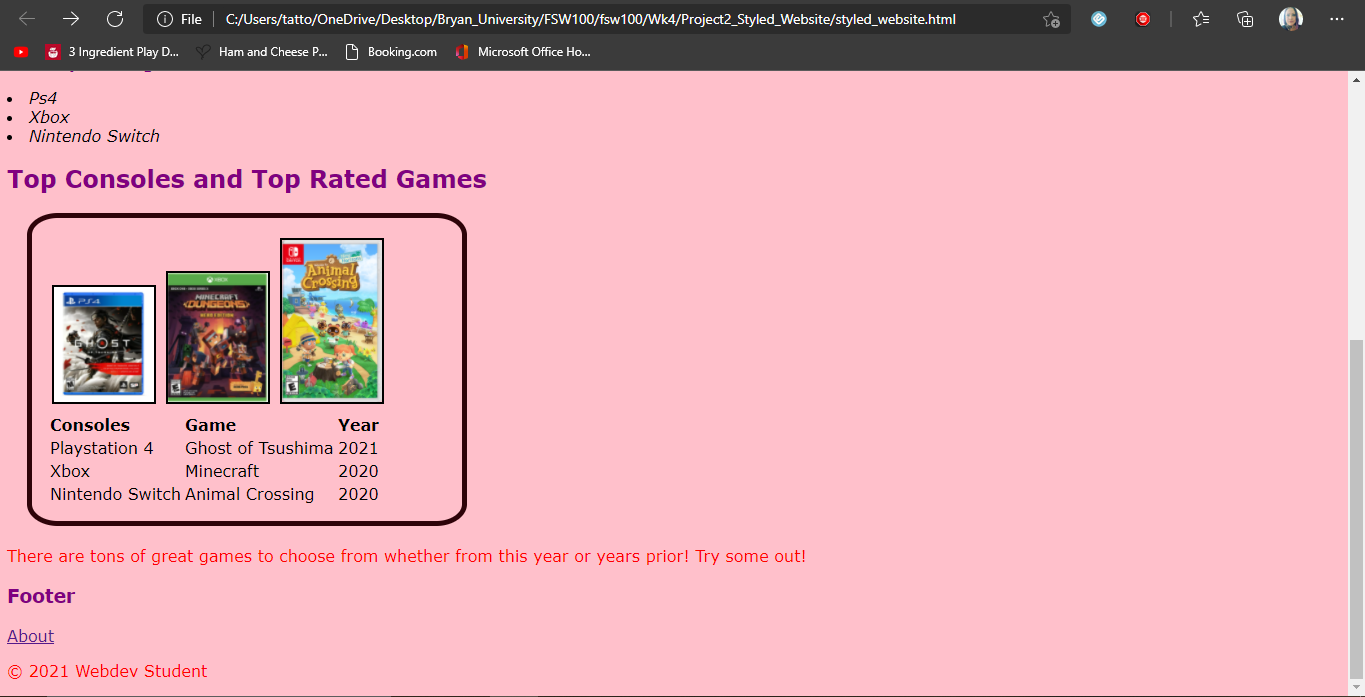 File C:/Users/tatto/OneDrive/Desktop/Bryan_University/FSW100/fsw100/Wk4/Project2_Styled_Website/styled_website.html
3 Ingredient Play D... Ham and Cheese P... Booking.com Microsoft Office Ho...
Ps4
Xbox
Nintendo Switch
Top Consoles and Top Rated Games
PS4
GHOST
XBOX
MINECRAFT
DUNGEONS
Animal
Crossing
Consoles Game Year
Playstation 4 Ghost of Tsushima 2021
Xbox Minecraft 2020
Nintendo Switch Animal Crossing 2020
There are tons of great games to choose from whether from this year or years prior! Try some out!
Footer
About
© 2021 Webdev Student